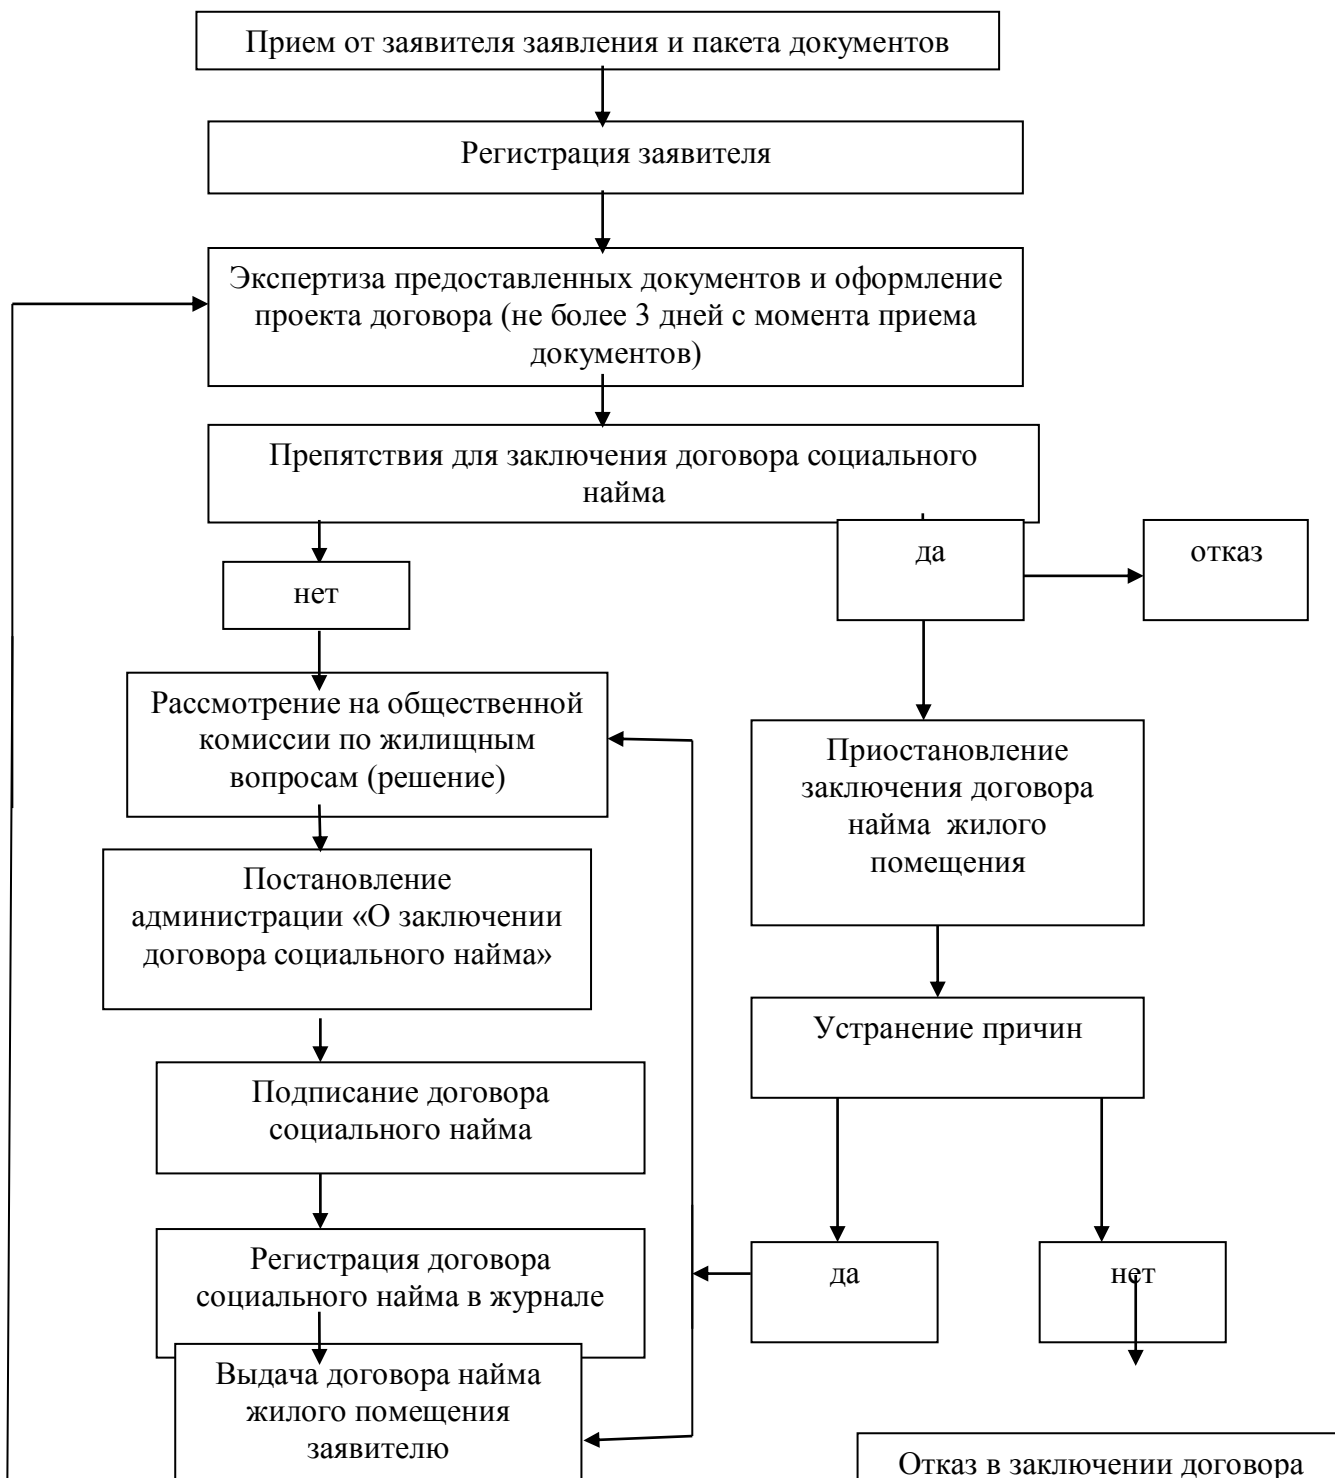 Прием от заявителя заявления и пакета документов
Регистрация заявителя
Экспертиза предоставленных документов и оформление
проекта договора (не более 3 дней с момента приема
документов)
Препятствия для заключения договора социального
найма
да
отказ
нет
Рассмотрение на общественной
комиссии по жилищным
вопросам (решение)
Приостановление
заключения договора
найма жилого
помещения
Постановление
администрации «О заключении
договора социального найма»
Устранение причин
Подписание договора
социального найма
Регистрация договора
социального найма в журнале
да
нет
Выдача договора найма
жилого помещения
заявителю
Отказ в заключении договора